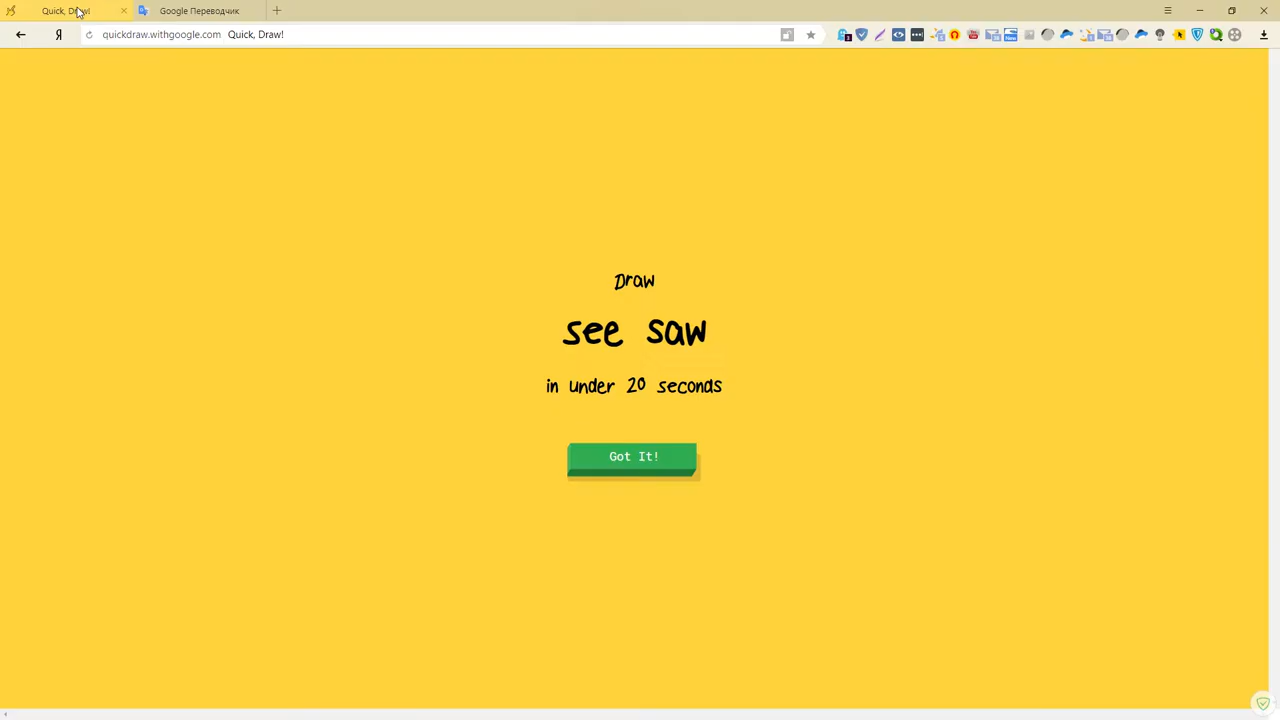 Quick, Draw!
Google Переводчик
Я
quickdraw.withgoogle.com Quick, Draw!
Draw
see saw
in under 20 seconds
Got It!